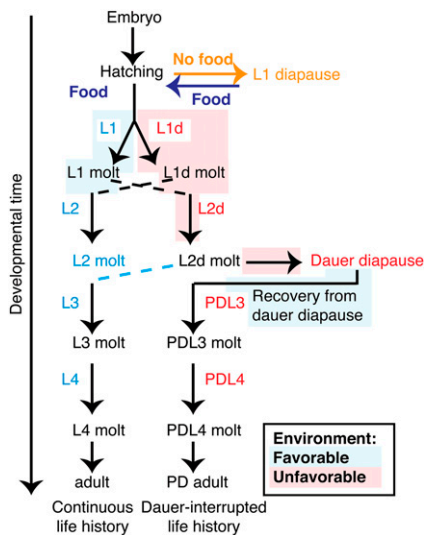 Embryo
No food
Hatching
L1 diapause
Food
Food
L1
L1d
L1 molt
L1d molt
L2
L2d
L2 molt
L2d molt
Dauer diapause
L3
PDL3
Recovery from
dauer diapause
L3 molt
PDL3 molt
L4
PDL4
L4 molt
PDL4 molt
adult
PD adult
Continuous
life history
Dauer-interrupted
life history
Environment:
Favorable
Unfavorable
Developmental time